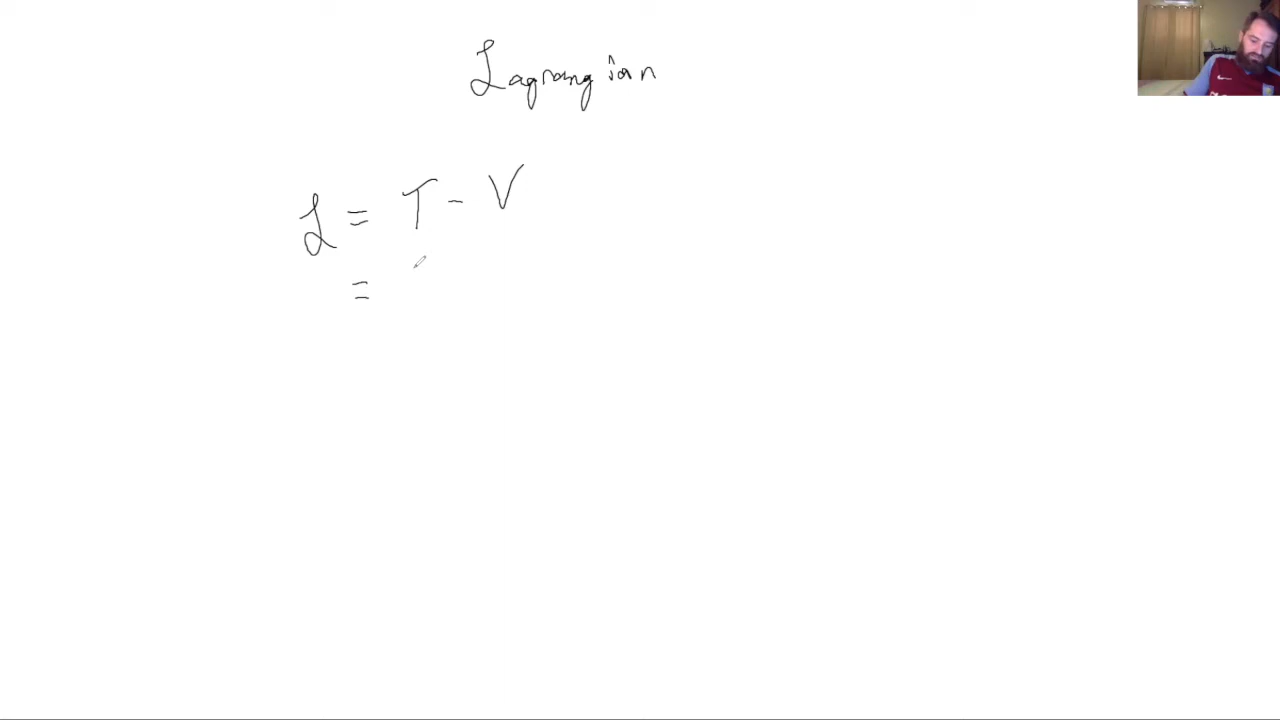 Lagrangian
ℒ = T - V
=